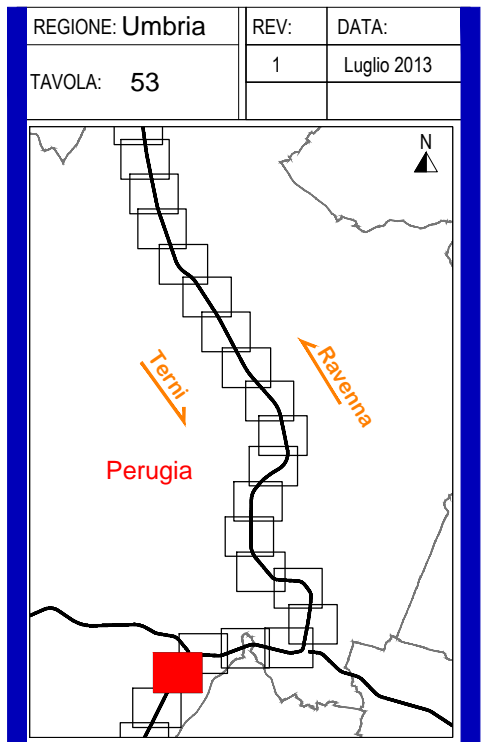 REGIONE: Umbria
REV:
DATA:
TAVOLA: 53
1
Luglio 2013
N
Terni
Ravenna
Perugia